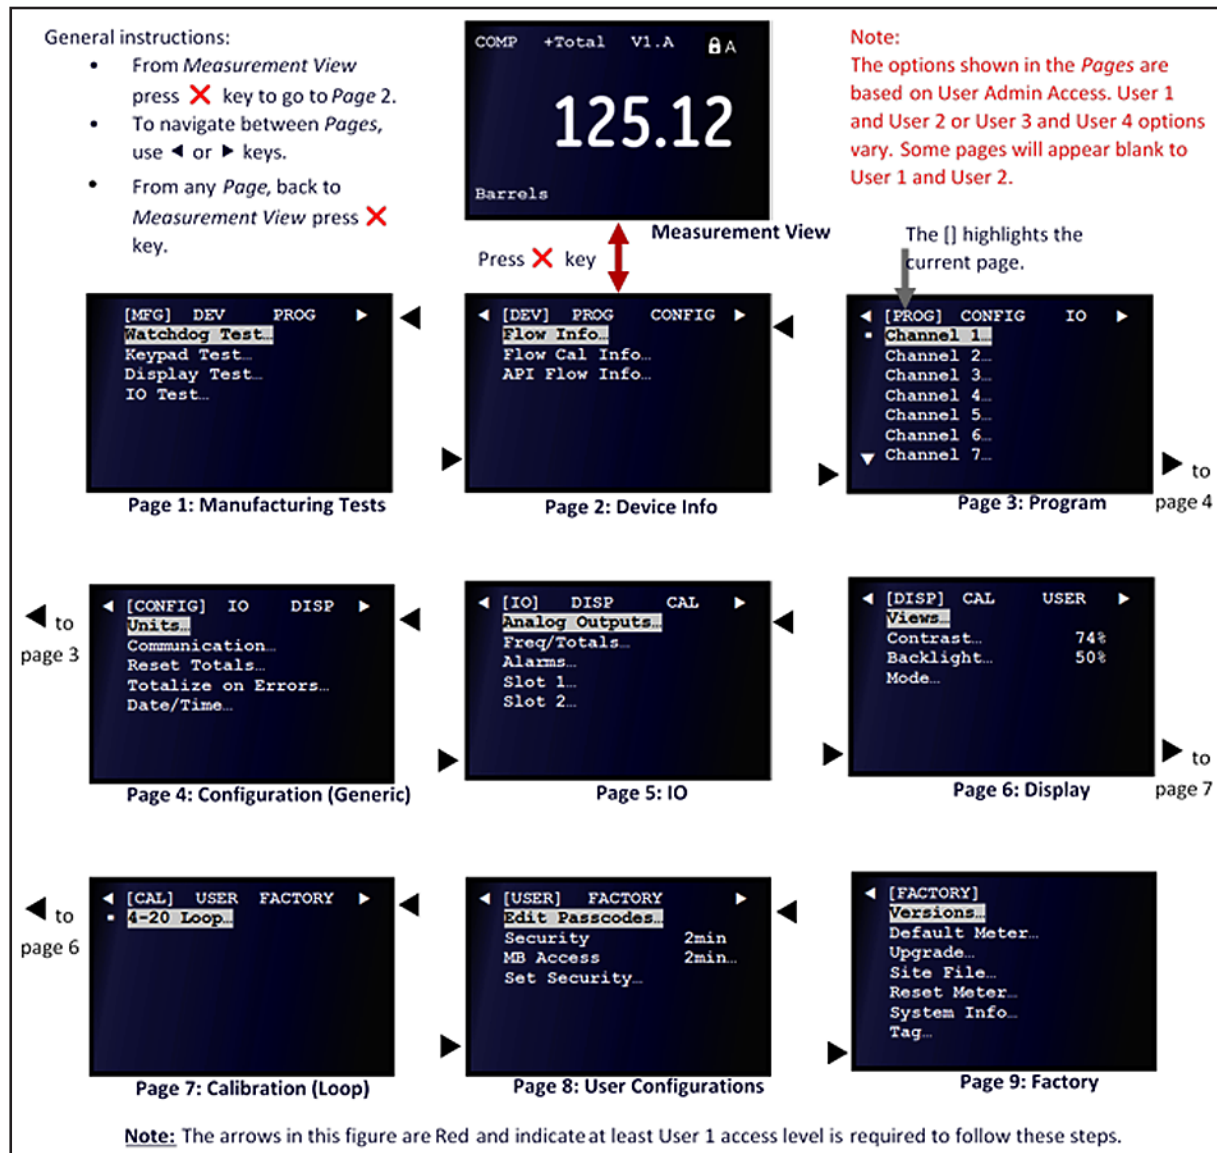 General instructions:
• From Measurement View
press ❌ key to go to Page 2.
• To navigate between Pages,
use ◄ or ► keys.
• From any Page, back to
Measurement View press ❌
key.
COMP +Total V1.A A
125.12
Barrels
Measurement View
Press ❌ key
Note:
The options shown in the Pages are
based on User Admin Access. User 1
and User 2 or User 3 and User 4 options
vary. Some pages will appear blank to
User 1 and User 2.
The [] highlights the
current page.
[MFG] DEV PROG ►
Watchdog Test…
Keypad Test…
Display Test…
IO Test…
Page 1: Manufacturing Tests
◄ [DEV] PROG CONFIG ►
Flow Info…
Flow Cal Info…
API Flow Info…
Page 2: Device Info
◄ [PROG] CONFIG IO ►
Channel 1…
Channel 2…
Channel 3…
Channel 4…
Channel 5…
Channel 6…
▼ Channel 7…
Page 3: Program
► to
page 4
◄ to
page 3
◄ [CONFIG] IO DISP ►
Units…
Communication…
Reset Totals…
Totalize on Errors…
Date/Time…
Page 4: Configuration (Generic)
◄ [IO] DISP CAL ►
Analog Outputs…
Freq/Totals…
Alarms…
Slot 1…
Slot 2…
Page 5: IO
◄ [DISP] CAL USER ►
Views…
Contrast… 74%
Backlight… 50%
Mode…
Page 6: Display
► to
page 7
◄ to
page 6
◄ [CAL] USER FACTORY ►
4-20 Loop…
Page 7: Calibration (Loop)
◄ [USER] FACTORY ►
Edit Passcodes…
Security 2min
MB Access 2min…
Set Security…
Page 8: User Configurations
◄ [FACTORY]
Versions…
Default Meter…
Upgrade…
Site File…
Reset Meter…
System Info…
Tag…
Page 9: Factory
Note: The arrows in this figure are Red and indicate at least User 1 access level is required to follow these steps.